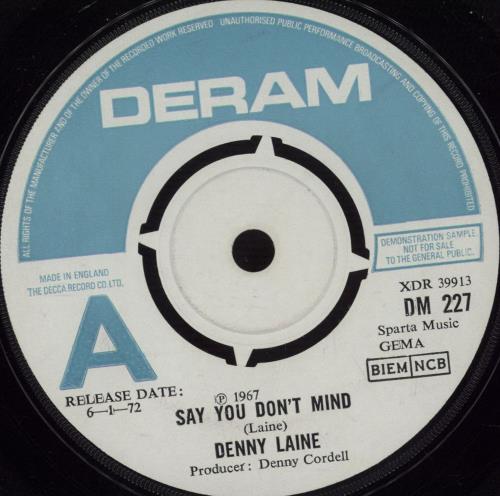 ALL RIGHTS OF THE MANUFACTURER AND OF THE OWNER OF THE RECORDED WORK RESERVED UNAUTHORISED PUBLIC PERFORMANCE BROADCASTING AND COPYING OF THIS RECORD PROHIBITED
DERAM
DEMONSTRATION SAMPLE
NOT FOR SALE
TO THE GENERAL PUBLIC.
MADE IN ENGLAND
THE DECCA RECORD CO. LTD.
A
XDR 39913
DM 227
Sparta Music
GEMA
BIEM NCB
RELEASE DATE:
6—1—72
℗ 1967
SAY YOU DON'T MIND
(Laine)
DENNY LAINE
Producer: Denny Cordell